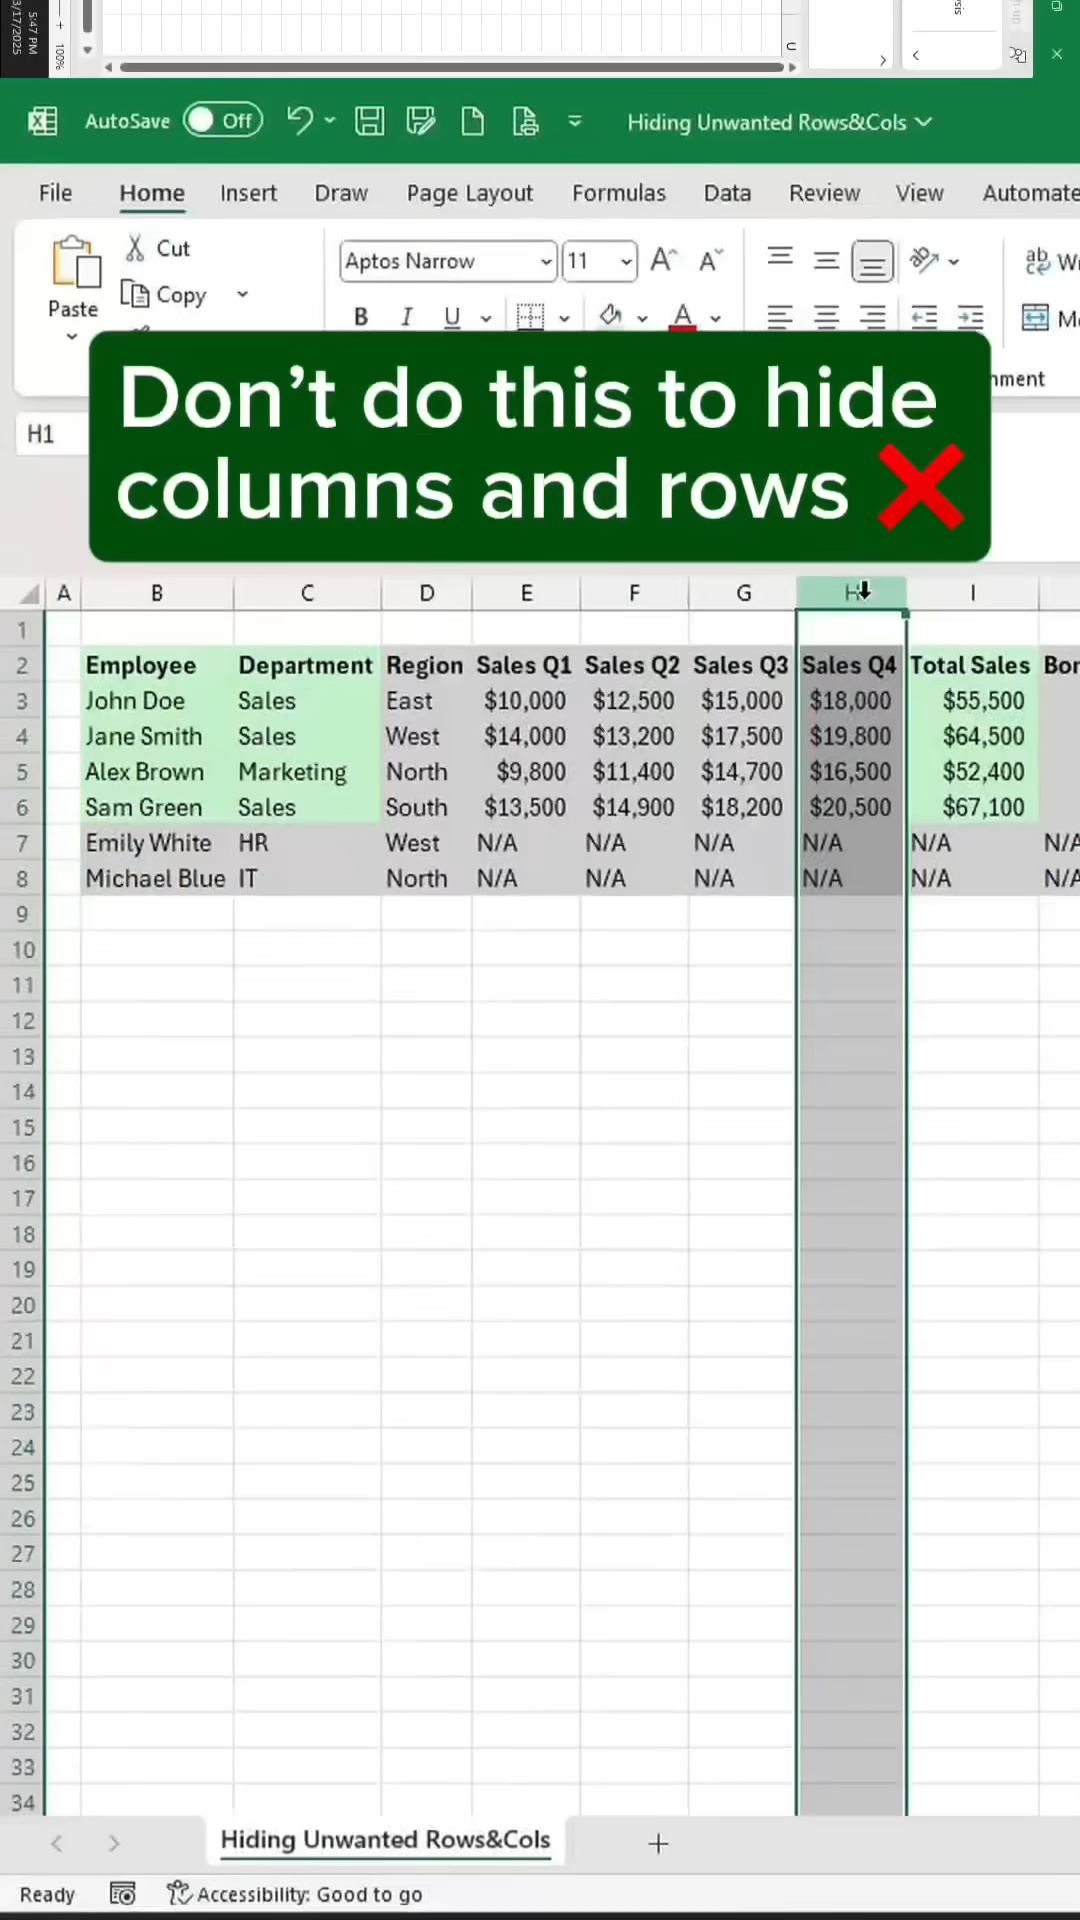 5:47 PM
3/17/2025
100%
AutoSave Off Hiding Unwanted Rows&Cols
File Home Insert Draw Page Layout Formulas Data Review View Automate
Paste Cut
Copy
Aptos Narrow 11
B I U
Don’t do this to hide
columns and rows ❌
H1
A B C D E F G H I
1
2 Employee Department Region Sales Q1 Sales Q2 Sales Q3 Sales Q4 Total Sales
3 John Doe Sales East $10,000 $12,500 $15,000 $18,000 $55,500
4 Jane Smith Sales West $14,000 $13,200 $17,500 $19,800 $64,500
5 Alex Brown Marketing North $9,800 $11,400 $14,700 $16,500 $52,400
6 Sam Green Sales South $13,500 $14,900 $18,200 $20,500 $67,100
7 Emily White HR West N/A N/A N/A N/A N/A N/A
8 Michael Blue IT North N/A N/A N/A N/A N/A N/A
9
10
11
12
13
14
15
16
17
18
19
20
21
22
23
24
25
26
27
28
29
30
31
32
33
34
Hiding Unwanted Rows&Cols
Ready Accessibility: Good to go